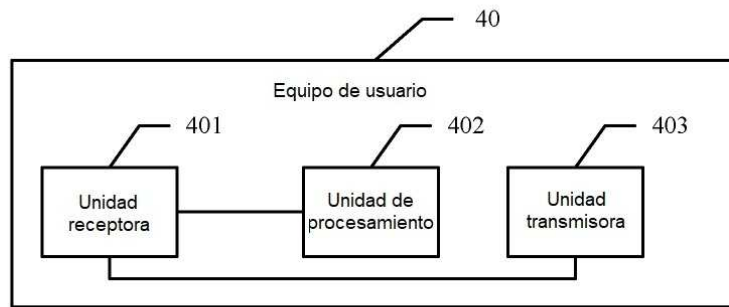 40
Equipo de usuario
401
402
403
Unidad
receptora
Unidad de
procesamiento
Unidad
transmisora